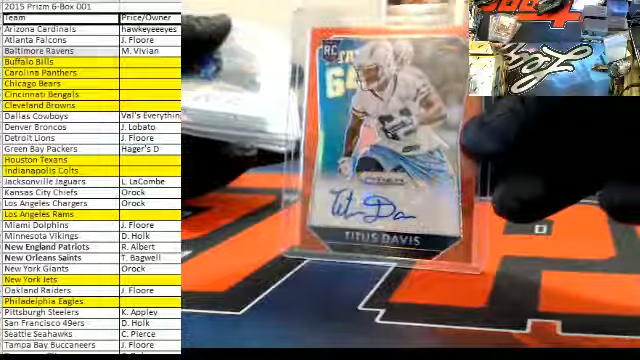 2015 Prizm 6-Box 001
Team Price/Owner
Arizona Cardinals hawkeyeeyes
Atlanta Falcons J. Floore
Baltimore Ravens M. Vivian
Buffalo Bills
Carolina Panthers
Chicago Bears
Cincinnati Bengals
Cleveland Browns
Dallas Cowboys Val's Everything
Denver Broncos J. Lobato
Detroit Lions J. Floore
Green Bay Packers Hager's D
Houston Texans
Indianapolis Colts
Jacksonville Jaguars L. LaCombe
Kansas City Chiefs Orock
Los Angeles Chargers Orock
Los Angeles Rams
Miami Dolphins J. Floore
Minnesota Vikings D. Holk
New England Patriots R. Albert
New Orleans Saints T. Bagwell
New York Giants Orock
New York Jets
Oakland Raiders J. Floore
Philadelphia Eagles
Pittsburgh Steelers K. Appley
San Francisco 49ers D. Holk
Seattle Seahawks C. Pierce
Tampa Bay Buccaneers J. Floore
RC
PRIZM
TITUS DAVIS